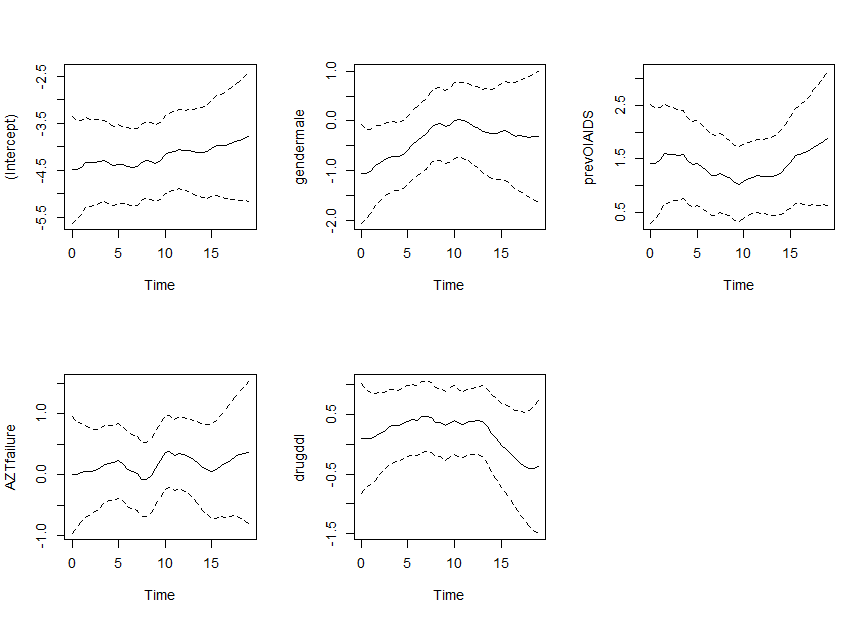 (Intercept)
-5.5 -4.5 -3.5 -2.5
0 5 10 15
Time
gendermale
-2.0 -1.0 0.0 1.0
0 5 10 15
Time
prevOIAIDS
0.5 1.5 2.5
0 5 10 15
Time
AZTfailure
-1.0 0.0 1.0
0 5 10 15
Time
drugddI
-1.5 -0.5 0.5
0 5 10 15
Time